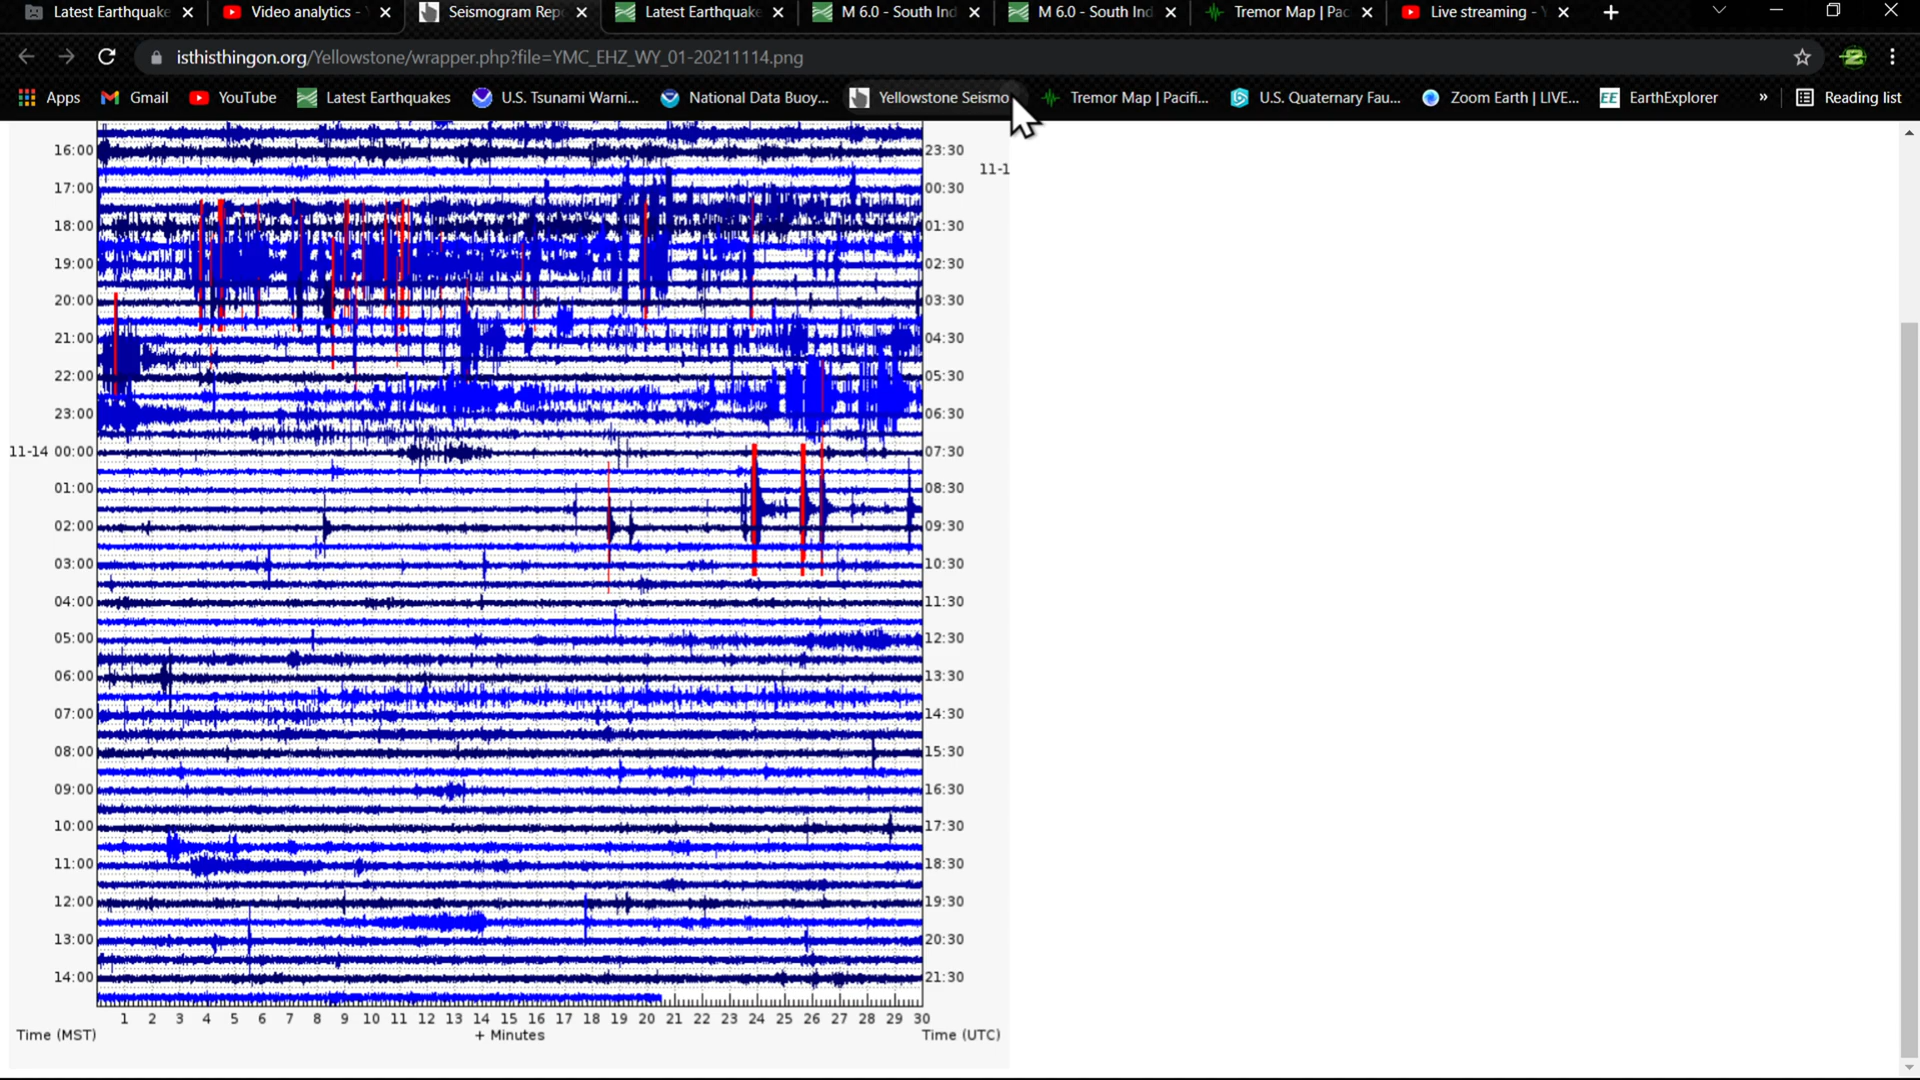 Latest Earthquake
Video analytics -
Seismogram Rep
Latest Earthquake
M 6.0 - South Ind
M 6.0 - South Ind
Tremor Map | Pac
Live streaming -
isthisthingon.org/Yellowstone/wrapper.php?file=YMC_EHZ_WY_01-20211114.png
Apps
Gmail
YouTube
Latest Earthquakes
U.S. Tsunami Warni...
National Data Buoy...
Yellowstone Seismo
Tremor Map | Pacifi...
U.S. Quaternary Fau...
Zoom Earth | LIVE...
EE EarthExplorer
»
Reading list
16:00 23:30
11-1
17:00 00:30
18:00 01:30
19:00 02:30
20:00 03:30
21:00 04:30
22:00 05:30
23:00 06:30
11-14 00:00 07:30
01:00 08:30
02:00 09:30
03:00 10:30
04:00 11:30
05:00 12:30
06:00 13:30
07:00 14:30
08:00 15:30
09:00 16:30
10:00 17:30
11:00 18:30
12:00 19:30
13:00 20:30
14:00 21:30
1 2 3 4 5 6 7 8 9 10 11 12 13 14 15 16 17 18 19 20 21 22 23 24 25 26 27 28 29 30
Time (MST) + Minutes Time (UTC)